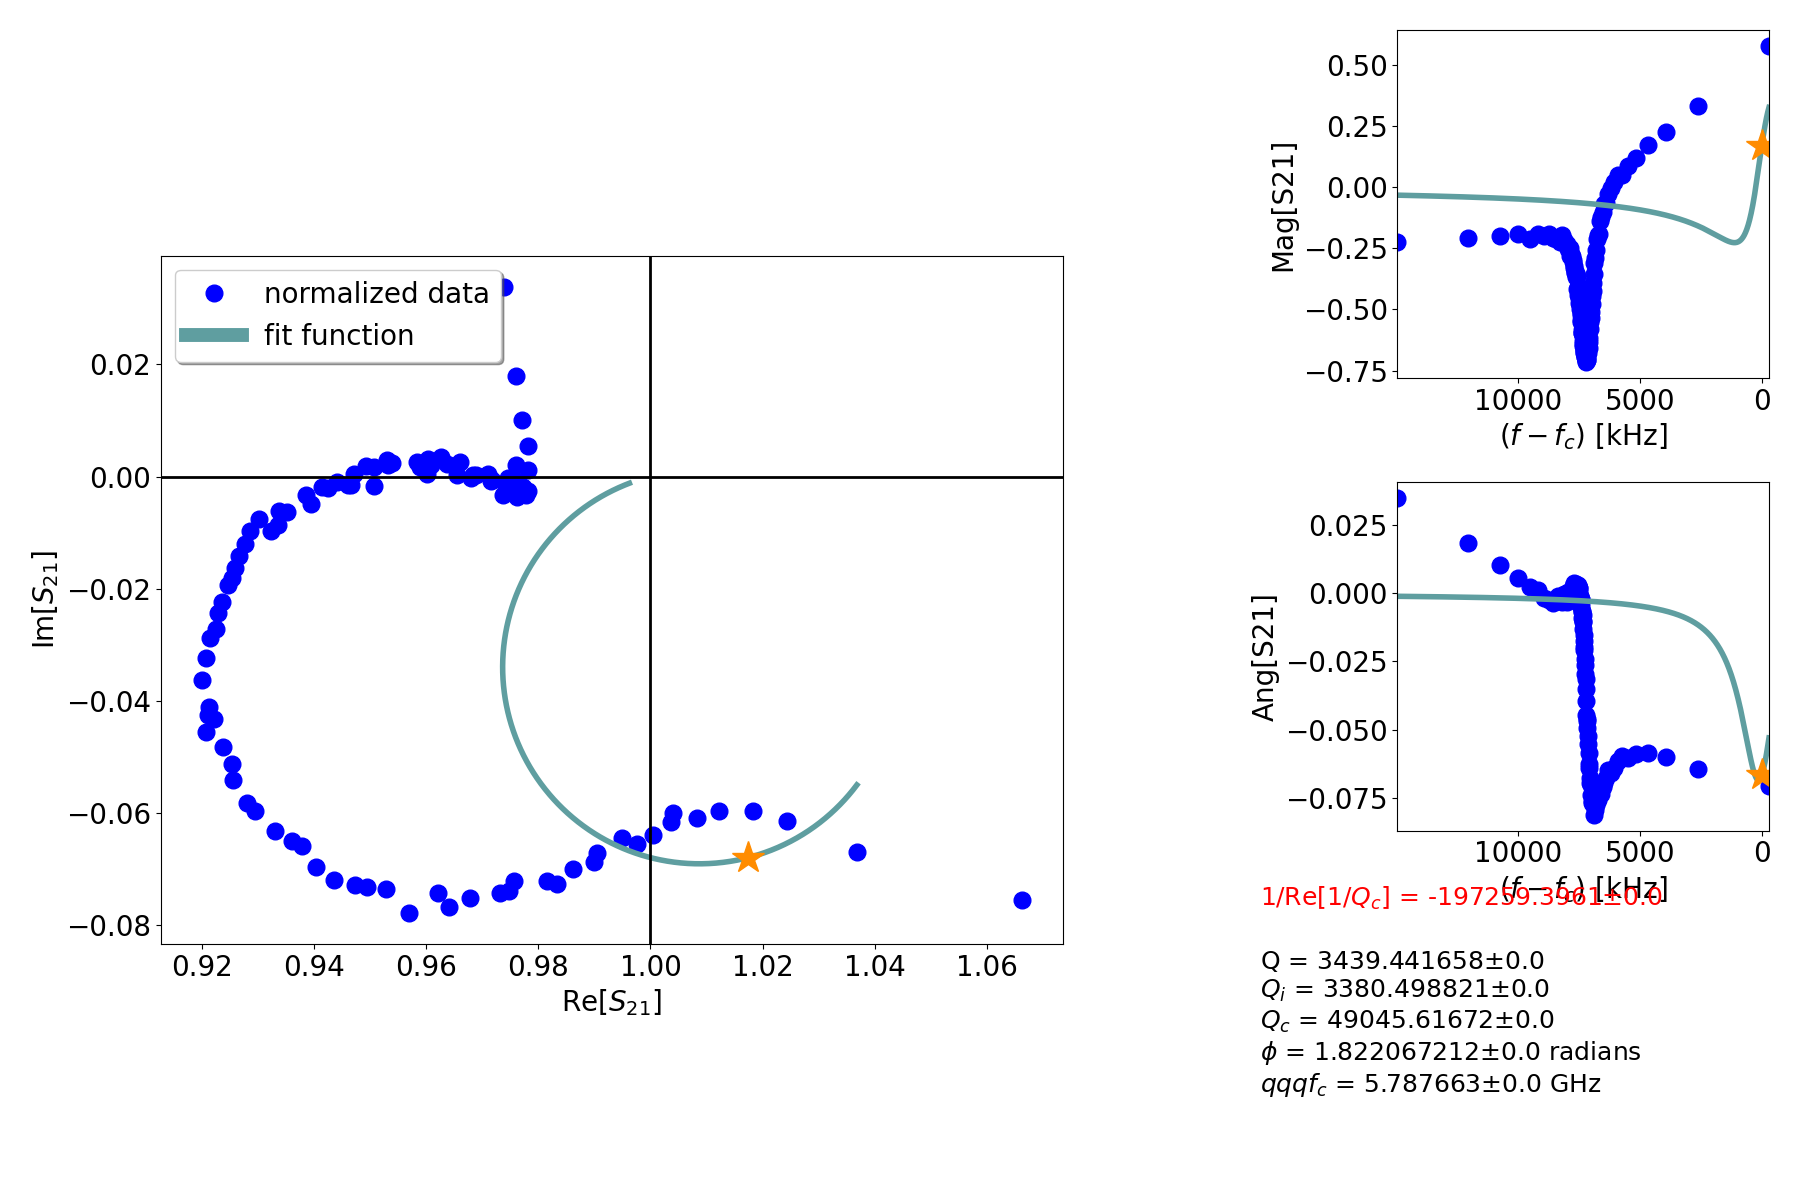 normalized data
fit function
0.02
0.00
−0.02
−0.04
−0.06
−0.08
Im[S21]
0.92 0.94 0.96 0.98 1.00 1.02 1.04 1.06
Re[S21]
0.50
0.25
0.00
−0.25
−0.50
−0.75
Mag[S21]
10000 5000 0
(f − fc) [kHz]
0.025
0.000
−0.025
−0.050
−0.075
Ang[S21]
10000 5000 0
(f − fc) [kHz]
1/Re[1/Qc] = -197259.3961±0.0
Q = 3439.441658±0.0
Qi = 3380.498821±0.0
Qc = 49045.61672±0.0
ϕ = 1.822067212±0.0 radians
qqqfc = 5.787663±0.0 GHz